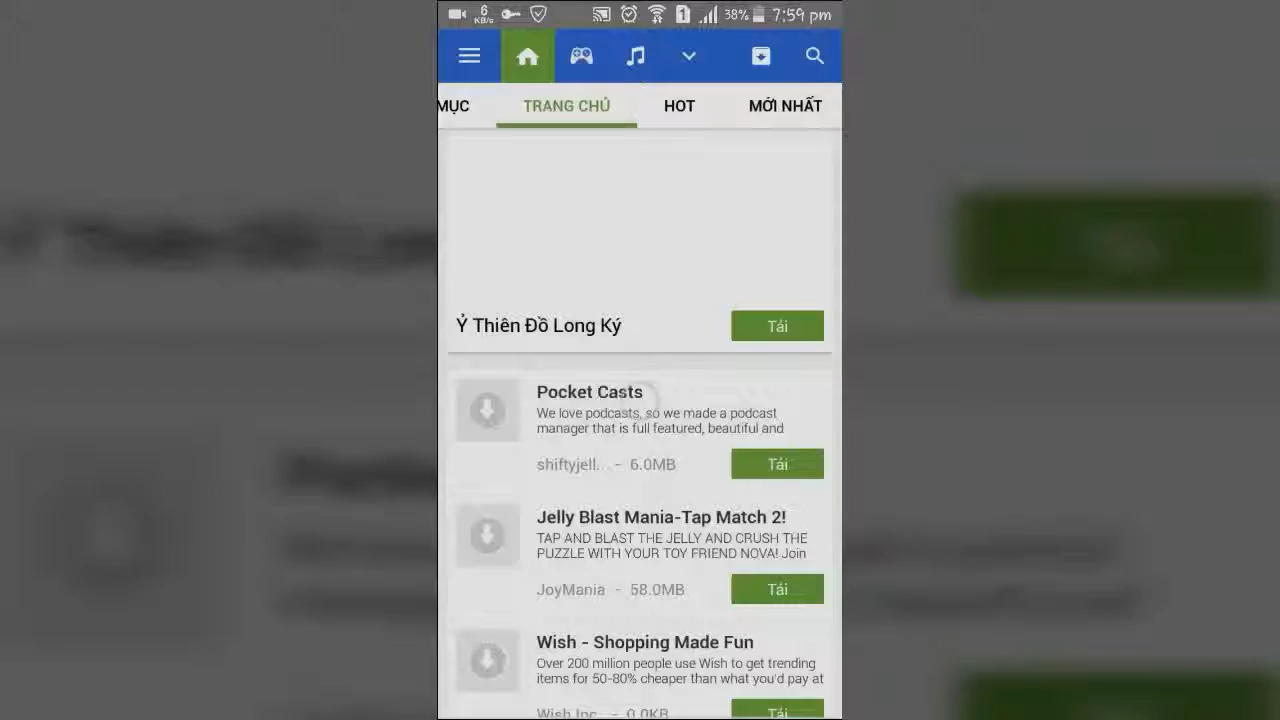 6
KB/s
1
38%
7:59 pm
MỤC
TRANG CHỦ
HOT
MỚI NHẤT
Ỷ Thiên Đồ Long Ký
Tải
Pocket Casts
We love podcasts, so we made a podcast
manager that is full featured, beautiful and
shiftyjell... - 6.0MB
Tải
Jelly Blast Mania-Tap Match 2!
TAP AND BLAST THE JELLY AND CRUSH THE
PUZZLE WITH YOUR TOY FRIEND NOVA! Join
JoyMania - 58.0MB
Tải
Wish - Shopping Made Fun
Over 200 million people use Wish to get trending
items for 50-80% cheaper than what you'd pay at
Wish Inc. - 0.0KB
Tải